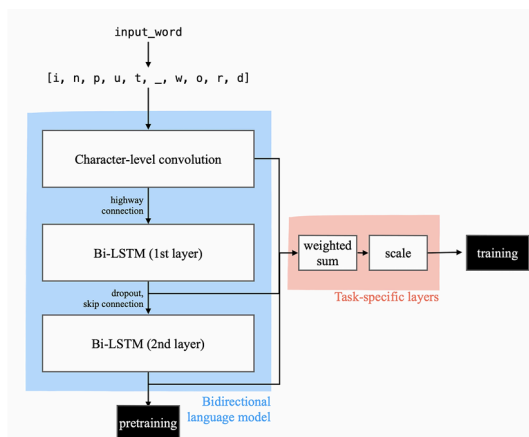 input_word
[i, n, p, u, t, _, w, o, r, d]
Character-level convolution
highway
connection
Bi-LSTM (1st layer)
dropout,
skip connection
Bi-LSTM (2nd layer)
Bidirectional
language model
pretraining
weighted
sum
scale
Task-specific layers
training